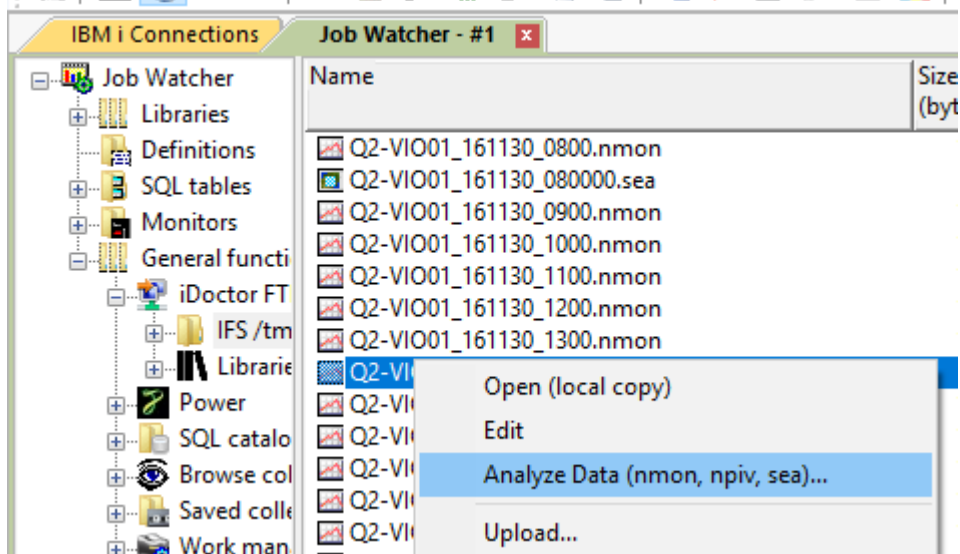 IBM i Connections
Job Watcher - #1
Job Watcher
Libraries
Definitions
SQL tables
Monitors
General functi
iDoctor FT
IFS /tm
Librarie
Power
SQL catalo
Browse col
Saved colle
Work man
Name
Size
(byt
Q2-VIO01_161130_0800.nmon
Q2-VIO01_161130_080000.sea
Q2-VIO01_161130_0900.nmon
Q2-VIO01_161130_1000.nmon
Q2-VIO01_161130_1100.nmon
Q2-VIO01_161130_1200.nmon
Q2-VIO01_161130_1300.nmon
Q2-VI
Q2-VI
Q2-VI
Q2-VI
Q2-VI
Q2-VI
Open (local copy)
Edit
Analyze Data (nmon, npiv, sea)...
Upload...